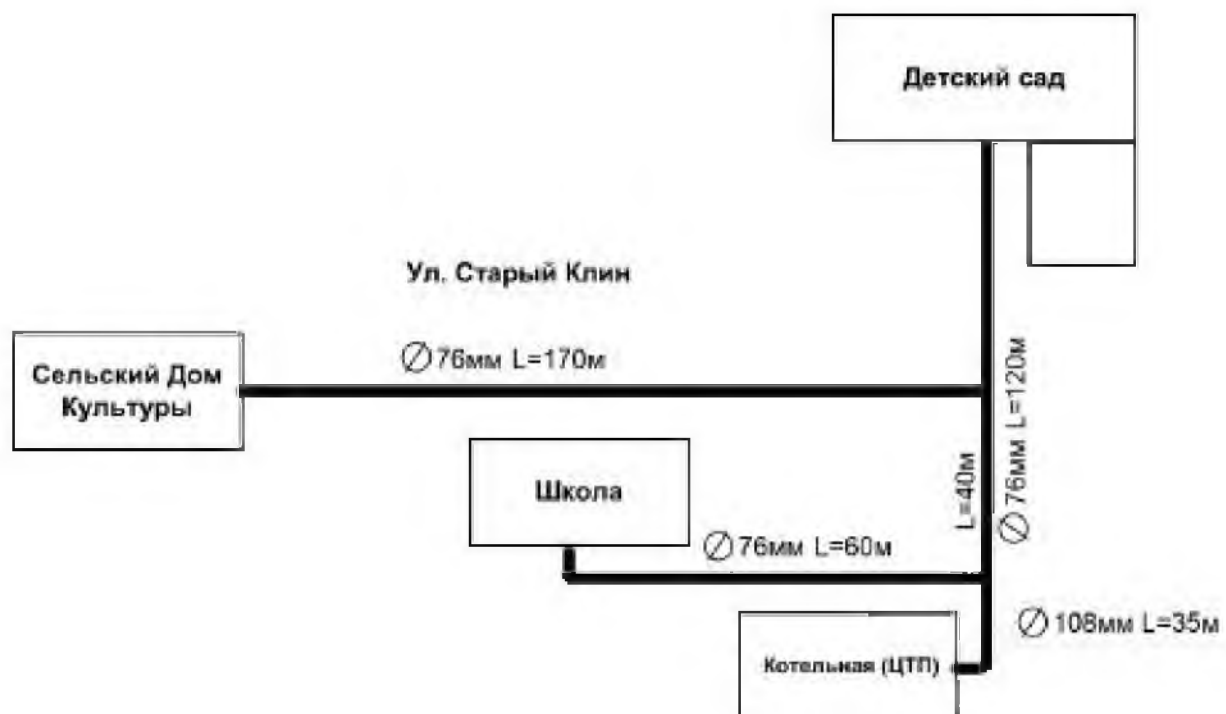 Детский сад
Ул. Старый Клин
∅76мм L=170м
Сельский Дом
Культуры
∅76мм L=120м
L=40м
Школа
∅76мм L=60м
∅108мм L=35м
Котельная (ЦТП)